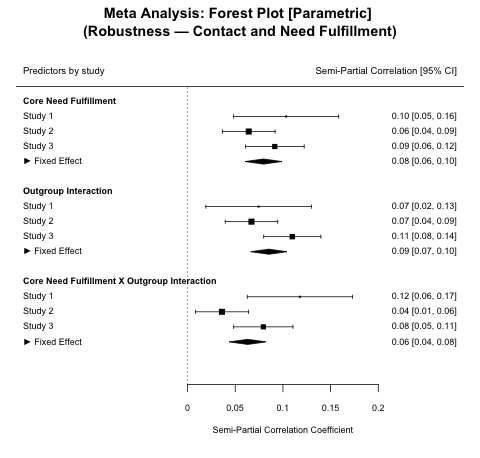 Meta Analysis: Forest Plot [Parametric]
(Robustness — Contact and Need Fulfillment)
Predictors by study Semi-Partial Correlation [95% CI]
Core Need Fulfillment
Study 1 0.10 [0.05, 0.16]
Study 2 0.06 [0.04, 0.09]
Study 3 0.09 [0.06, 0.12]
► Fixed Effect 0.08 [0.06, 0.10]
Outgroup Interaction
Study 1 0.07 [0.02, 0.13]
Study 2 0.07 [0.04, 0.09]
Study 3 0.11 [0.08, 0.14]
► Fixed Effect 0.09 [0.07, 0.10]
Core Need Fulfillment X Outgroup Interaction
Study 1 0.12 [0.06, 0.17]
Study 2 0.04 [0.01, 0.06]
Study 3 0.08 [0.05, 0.11]
► Fixed Effect 0.06 [0.04, 0.08]
0 0.05 0.1 0.15 0.2
Semi-Partial Correlation Coefficient